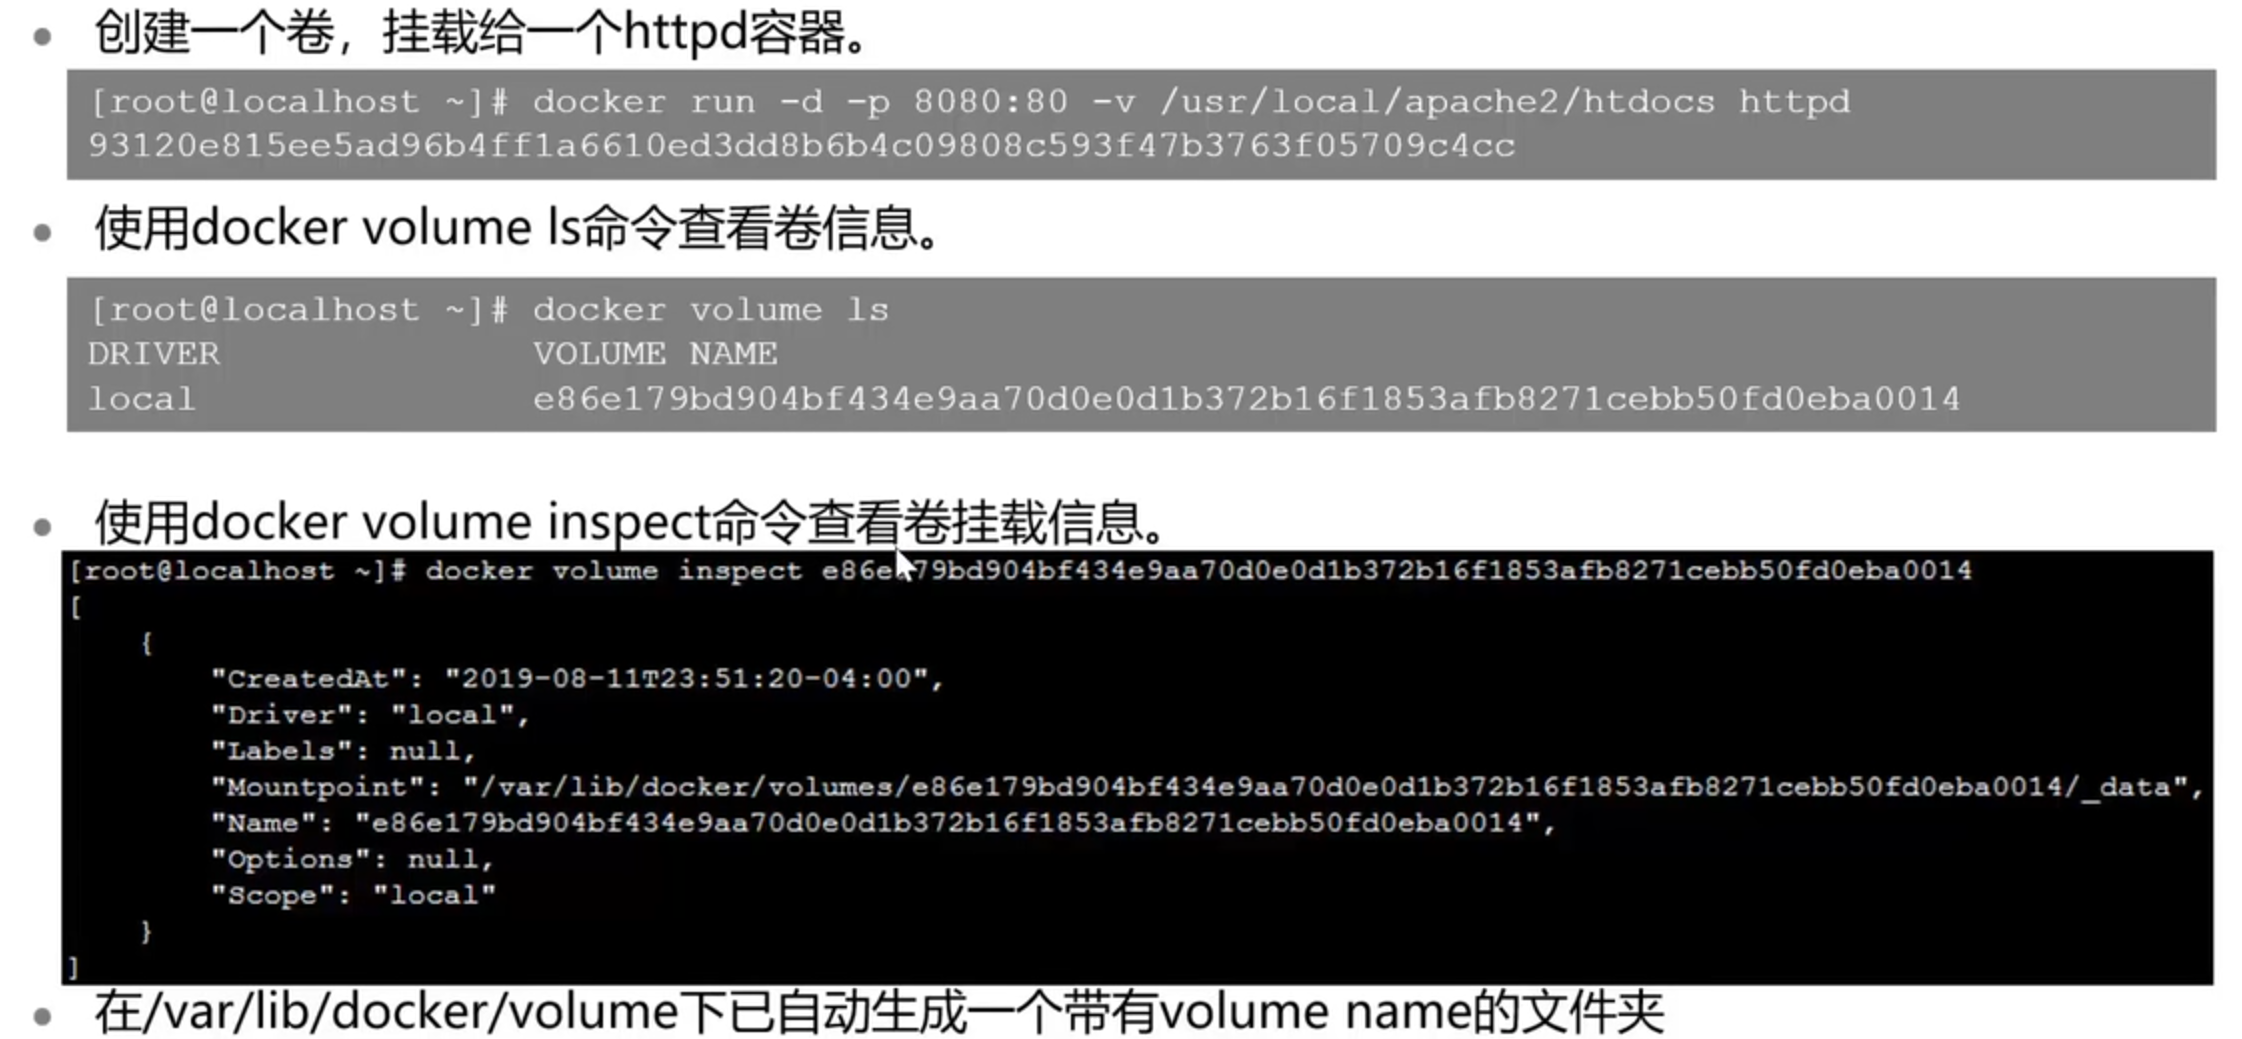 创建一个卷，挂载给一个httpd容器。
[root@localhost ~]# docker run -d -p 8080:80 -v /usr/local/apache2/htdocs httpd
93120e815ee5ad96b4ff1a6610ed3dd8b6b4c09808c593f47b3763f05709c4cc
使用docker volume ls命令查看卷信息。
[root@localhost ~]# docker volume ls
DRIVER VOLUME NAME
local e86e179bd904bf434e9aa70d0e0d1b372b16f1853afb8271cebb50fd0eba0014
使用docker volume inspect命令查看卷挂载信息。
[root@localhost ~]# docker volume inspect e86e179bd904bf434e9aa70d0e0d1b372b16f1853afb8271cebb50fd0eba0014
[
{
"CreatedAt": "2019-08-11T23:51:20-04:00",
"Driver": "local",
"Labels": null,
"Mountpoint": "/var/lib/docker/volumes/e86e179bd904bf434e9aa70d0e0d1b372b16f1853afb8271cebb50fd0eba0014/_data",
"Name": "e86e179bd904bf434e9aa70d0e0d1b372b16f1853afb8271cebb50fd0eba0014",
"Options": null,
"Scope": "local"
}
]
在/var/lib/docker/volume下已自动生成一个带有volume name的文件夹